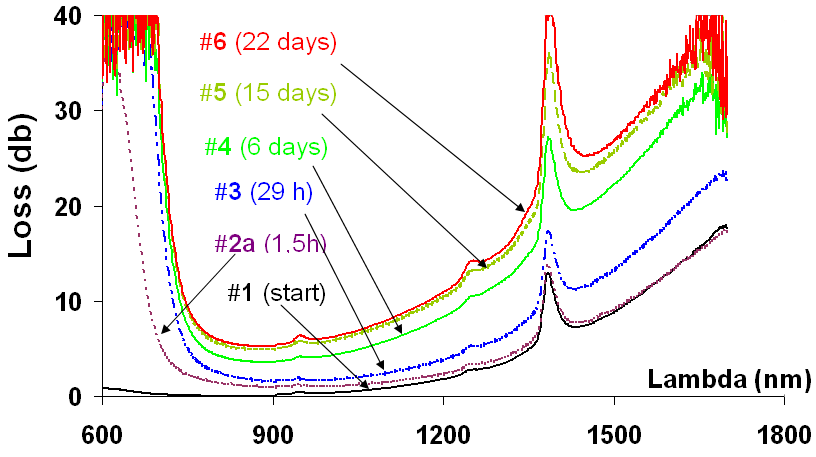 40
30
20
10
0
Loss (db)
#6 (22 days)
#5 (15 days)
#4 (6 days)
#3 (29 h)
#2a (1,5h)
#1 (start)
Lambda (nm)
600 900 1200 1500 1800